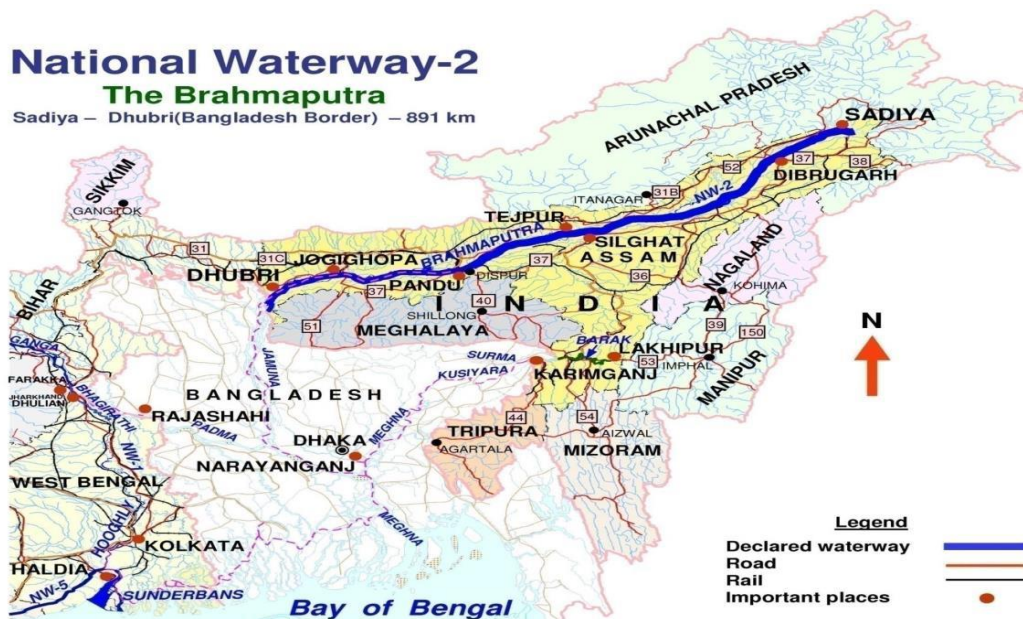 National Waterway-2
The Brahmaputra
Sadiya – Dhubri(Bangladesh Border) – 891 km
ARUNACHAL PRADESH
SADIYA
37
38
52
DIBRUGARH
SIKKIM
GANGTOK
ITANAGAR
31B
NW-2
TEJPUR
31
31C
JOGIGHOPA
BRAHMAPUTRA
SILGHAT
ASSAM
NAGALAND
DHUBRI
37
PANDU
DISPUR
37
36
KOHIMA
BIHAR
INDIA
40
SHILLONG
51
MEGHALAYA
39
150
N
GANGA
JAMUNA
SURMA
KUSIYARA
BARAK
LAKHIPUR
53
IMPHAL
KARIMGANJ
MANIPUR
FARAKKA
JHARKHAND
DHULIAN
BHAGIRATHI
BANGLADESH
RAJASHAHI
PADMA
MEGHNA
44
54
TRIPURA
AGARTALA
AIZWAL
MIZORAM
DHAKA
NARAYANGANJ
NW-1
WEST BENGAL
MEGHNA
HOOGHLY
KOLKATA
HALDIA
NW-5
SUNDERBANS
Bay of Bengal
Legend
Declared waterway
Road
Rail
Important places